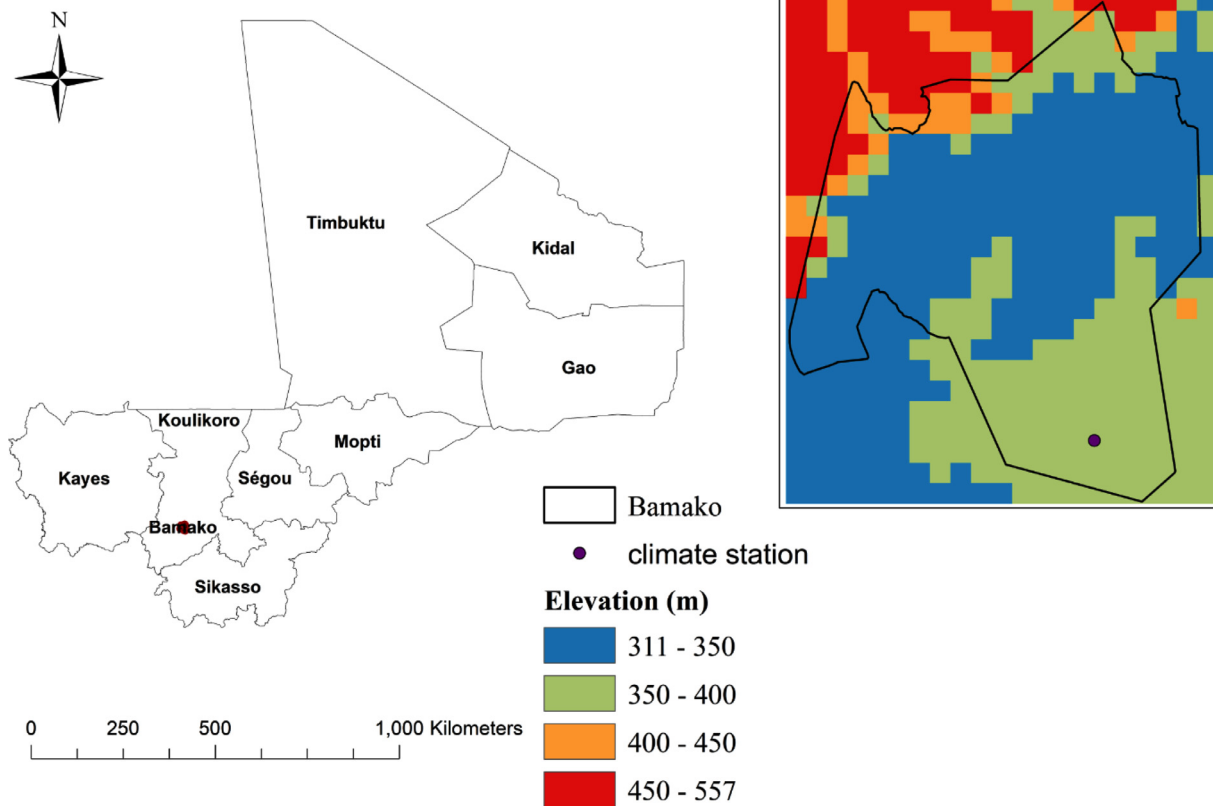 N
Timbuktu
Kidal
Gao
Koulikoro
Mopti
Kayes
Ségou
Bamako
Sikasso
0 250 500 1,000 Kilometers
Bamako
climate station
Elevation (m)
311 - 350
350 - 400
400 - 450
450 - 557